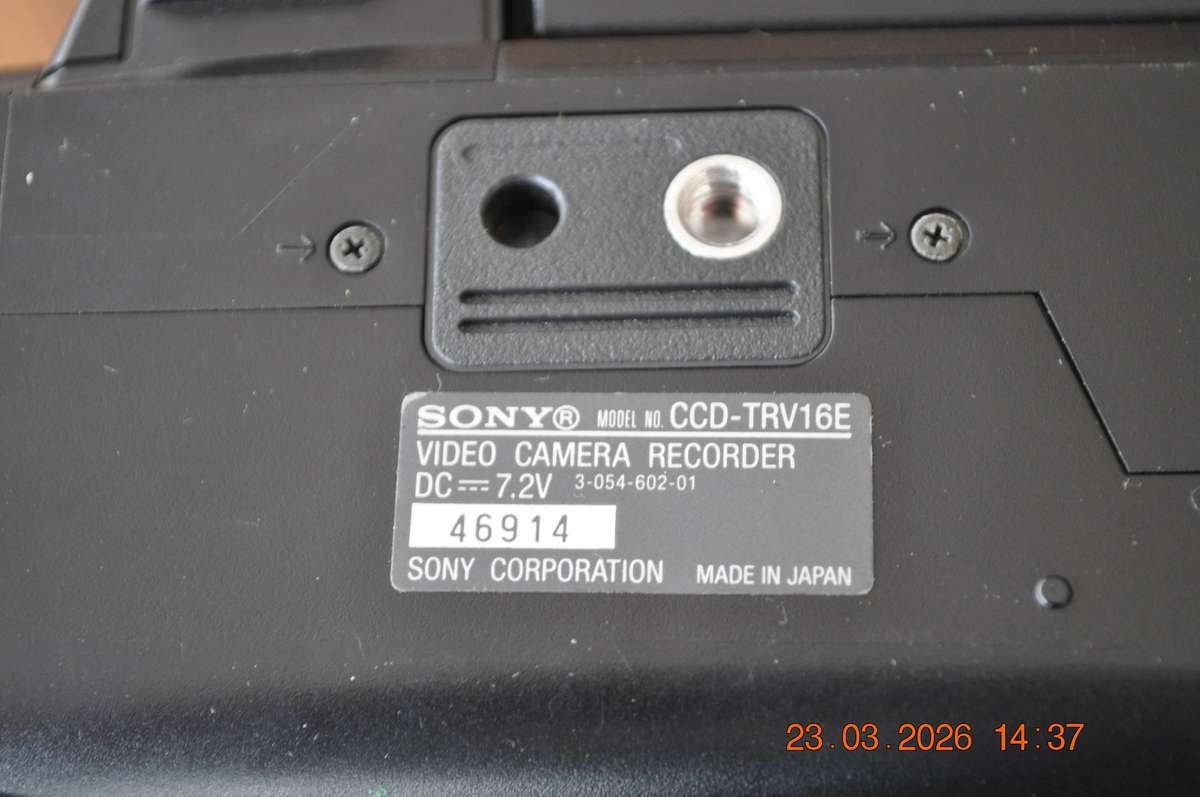 SONY® MODEL NO. CCD-TRV16E
VIDEO CAMERA RECORDER
DC ⎓ 7.2V 3-054-602-01
46914
SONY CORPORATION MADE IN JAPAN
23.03.2026 14:37